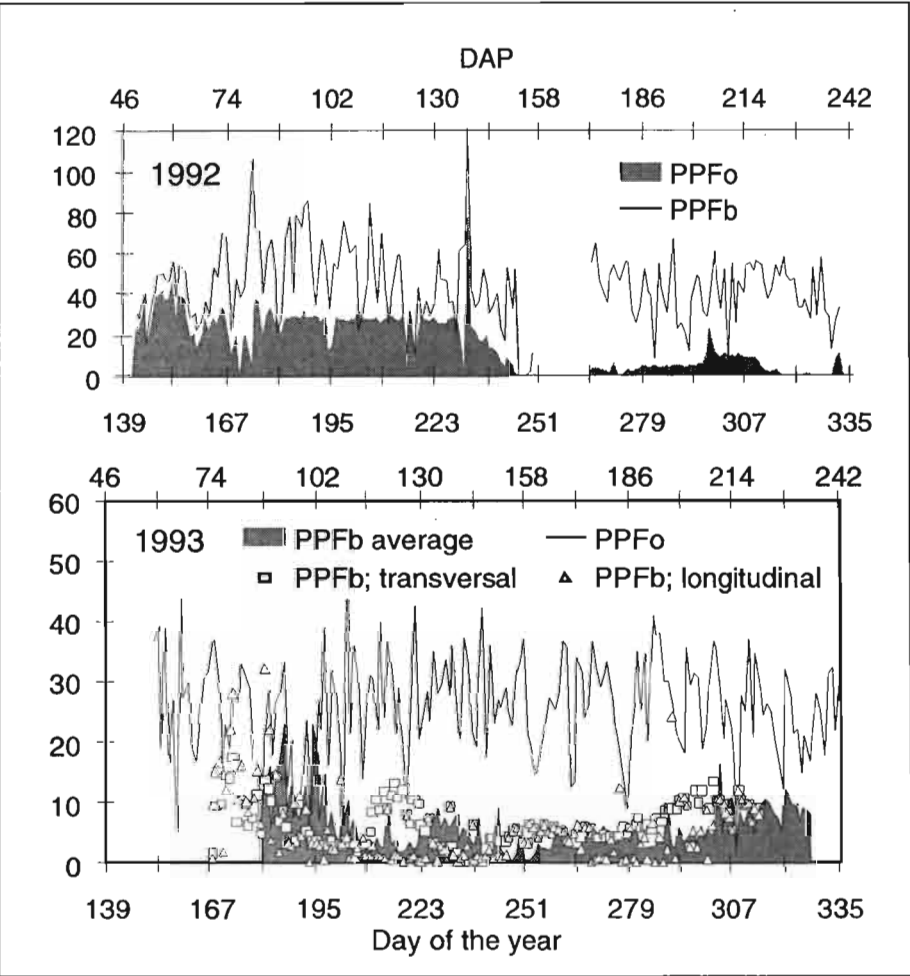 DAP
46 74 102 130 158 186 214 242
120
1992
PPFo
100
PPFb
80
60
40
20
0
139 167 195 223 251 279 307 335
46 74 102 130 158 186 214 242
60
1993 PPFb average PPFo
50
PPFb; transversal PPFb; longitudinal
40
30
20
10
0
139 167 195 223 251 279 307 335
Day of the year